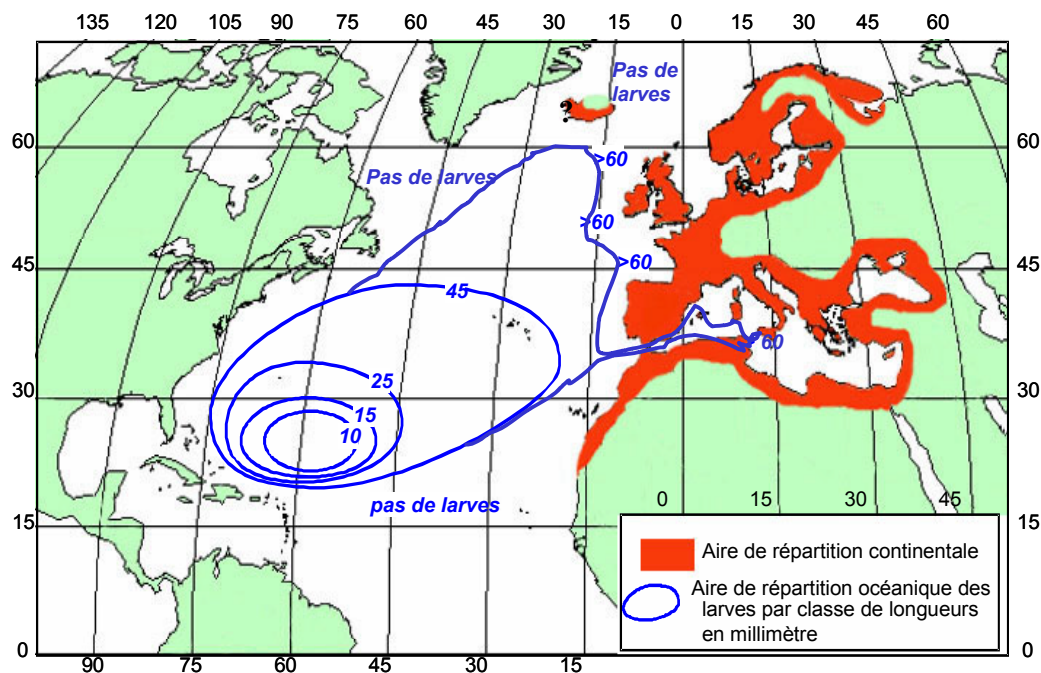 135 120 105 90 75 60 45 30 15 0 15 30 45 60
Pas de
larves
60 >60 60
Pas de larves
>60
>60
45 45
45
60
25
30 30
15
10
pas de larves
0 15 30 45
15 15
Aire de répartition continentale
Aire de répartition océanique des
larves par classe de longueurs
en millimètre
0 0
90 75 60 45 30 15